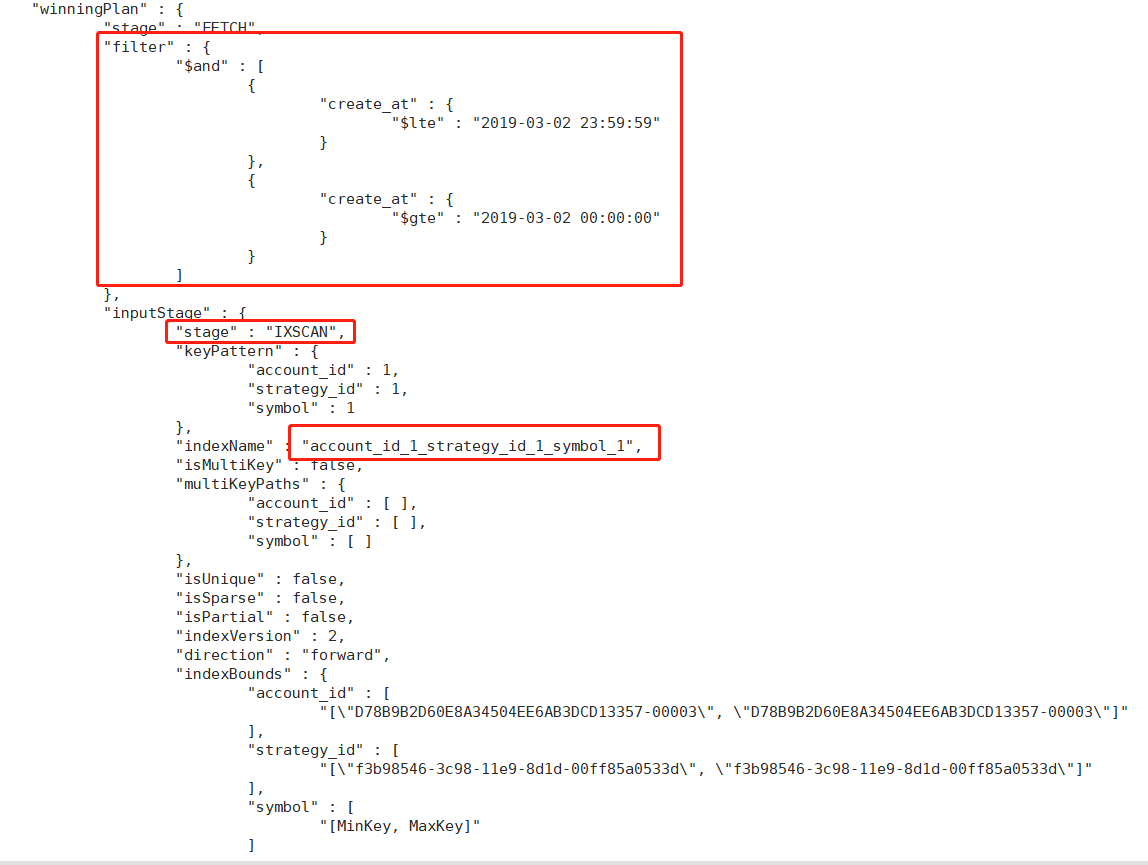 "winningPlan" : {
"stage" : "FETCH",
"filter" : {
"$and" : [
{
"create_at" : {
"$lte" : "2019-03-02 23:59:59"
}
},
{
"create_at" : {
"$gte" : "2019-03-02 00:00:00"
}
}
]
},
"inputStage" : {
"stage" : "IXSCAN",
"keyPattern" : {
"account_id" : 1,
"strategy_id" : 1,
"symbol" : 1
},
"indexName" : "account_id_1_strategy_id_1_symbol_1",
"isMultiKey" : false,
"multiKeyPaths" : {
"account_id" : [ ],
"strategy_id" : [ ],
"symbol" : [ ]
},
"isUnique" : false,
"isSparse" : false,
"isPartial" : false,
"indexVersion" : 2,
"direction" : "forward",
"indexBounds" : {
"account_id" : [
"[\"D78B9B2D60E8A34504EE6AB3DCD13357-00003\", \"D78B9B2D60E8A34504EE6AB3DCD13357-00003\"]"
],
"strategy_id" : [
"[\"f3b98546-3c98-11e9-8d1d-00ff85a0533d\", \"f3b98546-3c98-11e9-8d1d-00ff85a0533d\"]"
],
"symbol" : [
"[MinKey, MaxKey]"
]